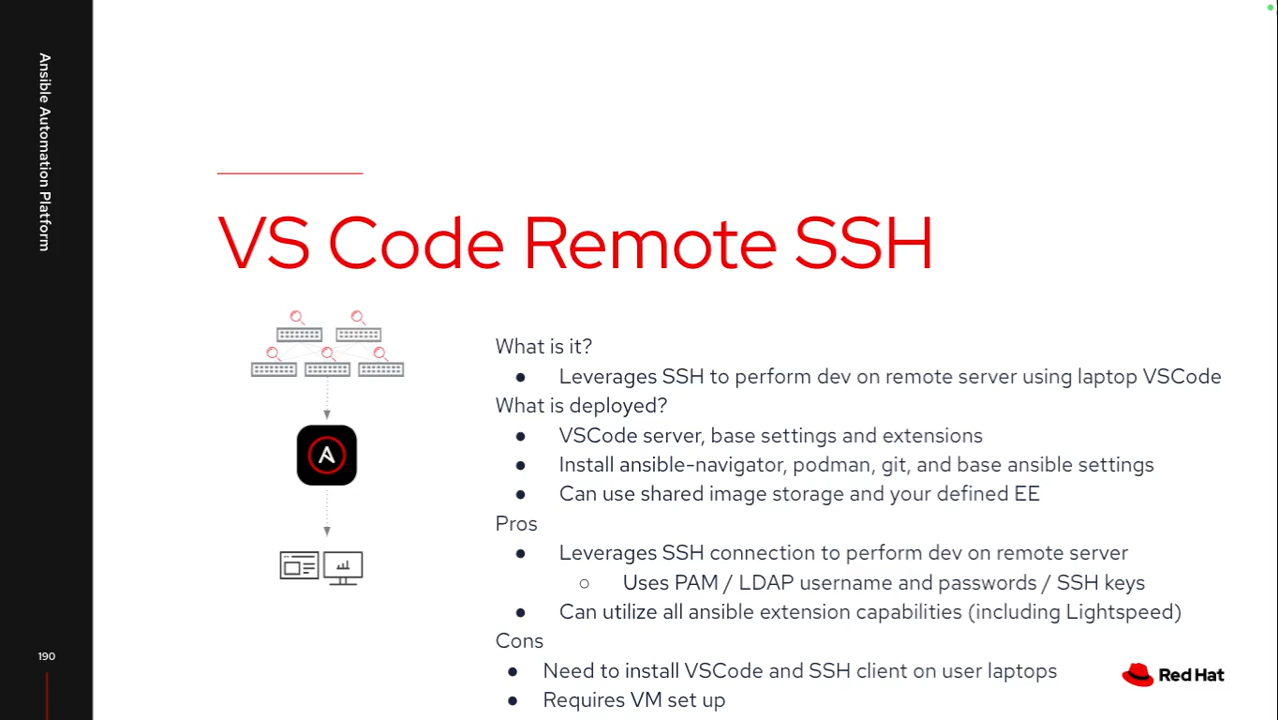 Ansible Automation Platform
VS Code Remote SSH
What is it?
● Leverages SSH to perform dev on remote server using laptop VSCode
What is deployed?
● VSCode server, base settings and extensions
● Install ansible-navigator, podman, git, and base ansible settings
● Can use shared image storage and your defined EE
Pros
● Leverages SSH connection to perform dev on remote server
○ Uses PAM / LDAP username and passwords / SSH keys
● Can utilize all ansible extension capabilities (including Lightspeed)
Cons
● Need to install VSCode and SSH client on user laptops
● Requires VM set up
190
Red Hat